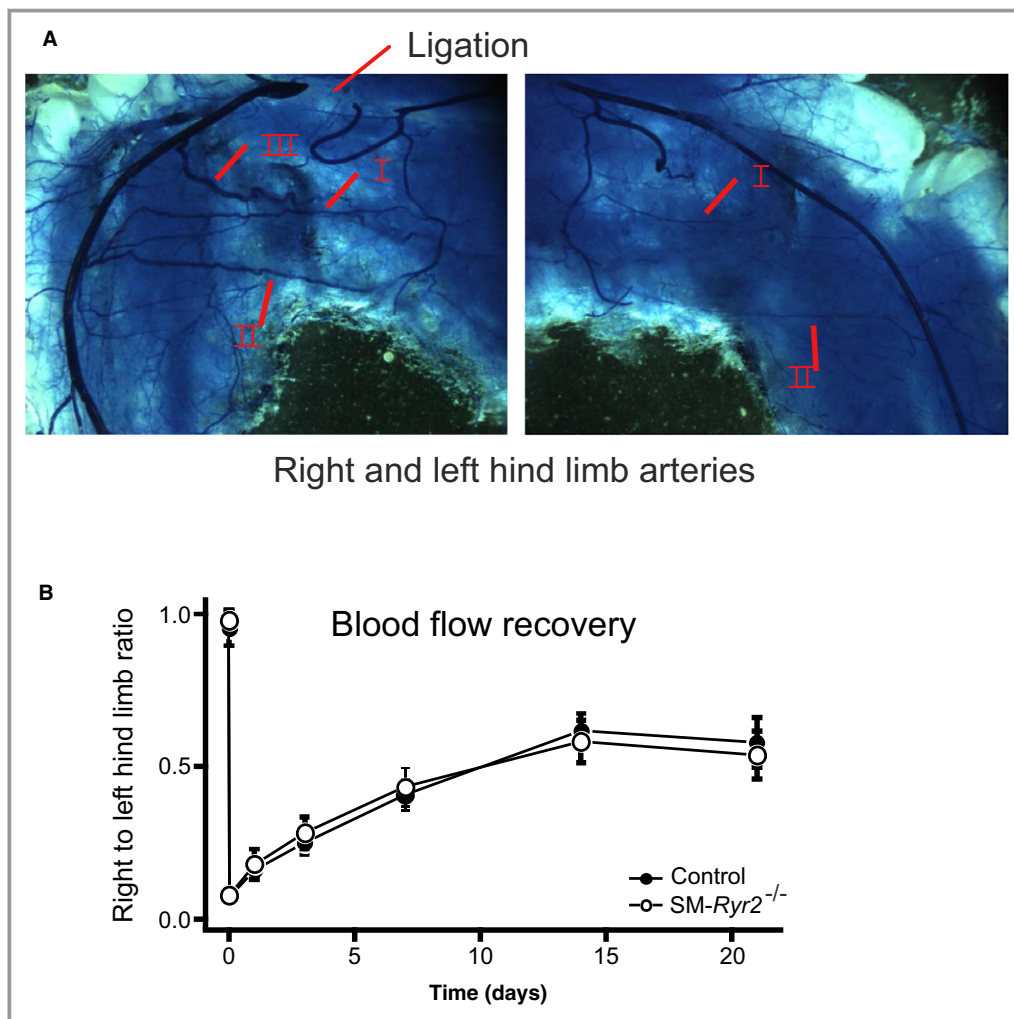 A
Ligation
III
I
I
II
II
Right and left hind limb arteries
B
Blood flow recovery
Right to left hind limb ratio
1.0
0.5
0.0
Control
SM-Ryr2-/-
0 5 10 15 20
Time (days)